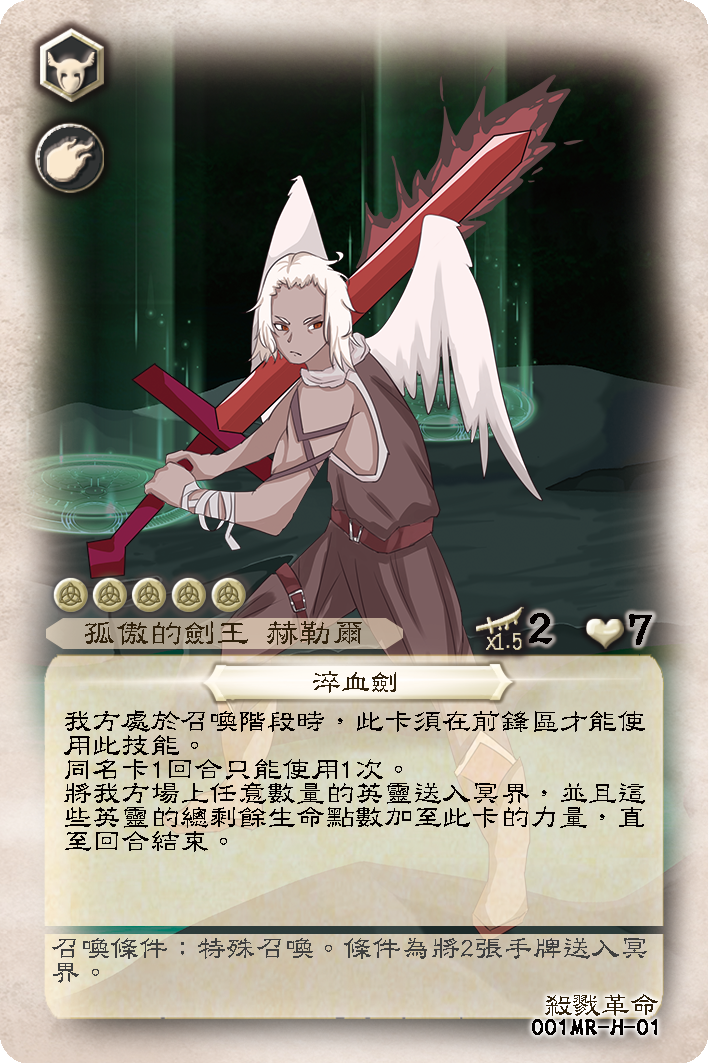 孤傲的劍王 赫勒爾
x1.5 2 7
淬血劍
我方處於召喚階段時，此卡須在前鋒區才能使
用此技能。
同名卡1回合只能使用1次。
將我方場上任意數量的英靈送入冥界，並且這
些英靈的總剩餘生命點數加至此卡的力量，直
至回合結束。
召喚條件：特殊召喚。條件為將2張手牌送入冥
界。
殺戮革命
001MR-H-01